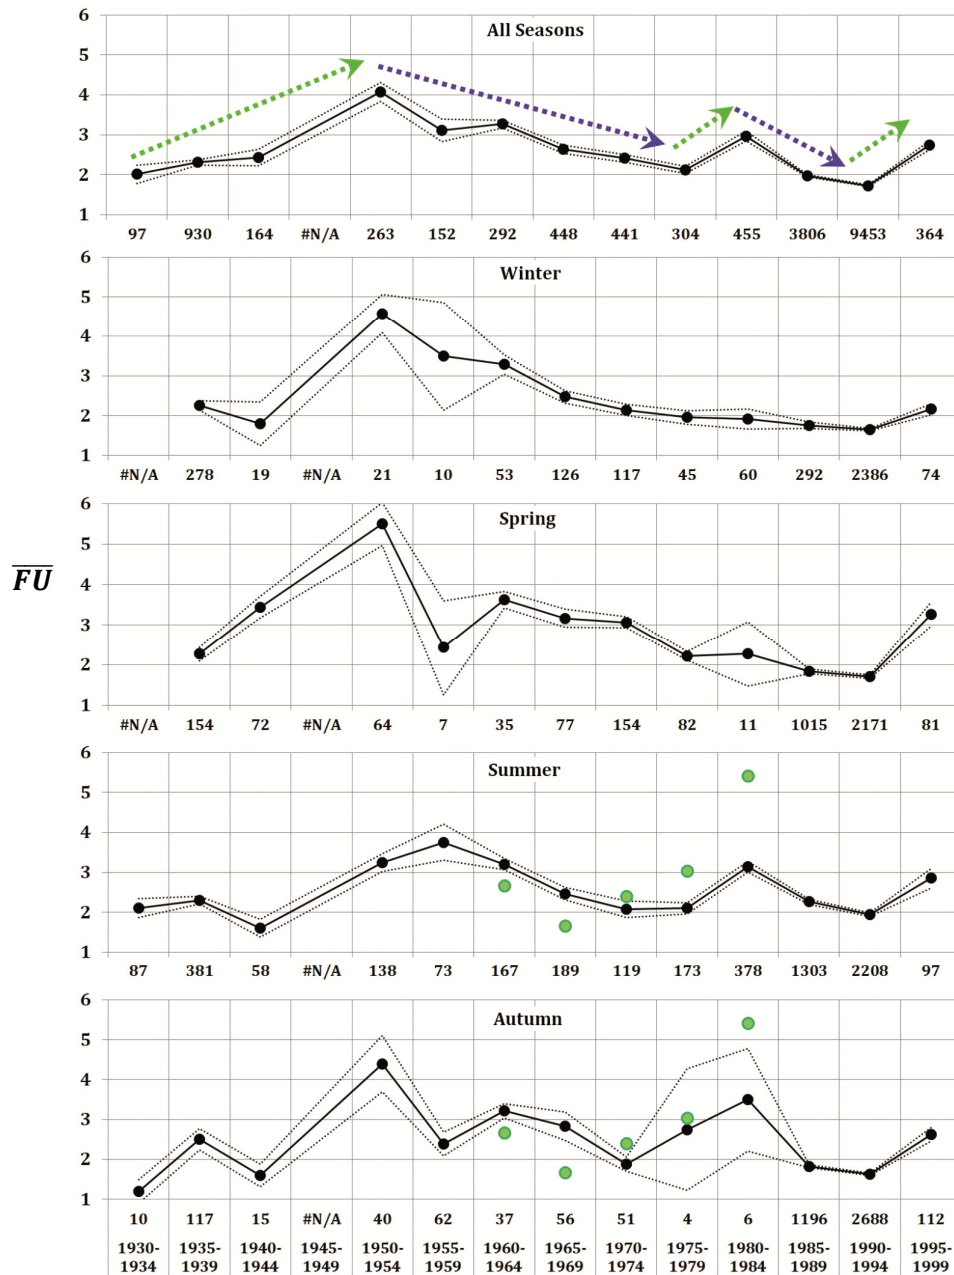 6
All Seasons
5
4
3
2
1
97 930 164 #N/A 263 152 292 448 441 304 455 3806 9453 364
6
Winter
5
4
3
2
1
#N/A 278 19 #N/A 21 10 53 126 117 45 60 292 2386 74
6
Spring
5
4
FU
3
2
1
#N/A 154 72 #N/A 64 7 35 77 154 82 11 1015 2171 81
6
Summer
5
4
3
2
1
87 381 58 #N/A 138 73 167 189 119 173 378 1303 2208 97
6
Autumn
5
4
3
2
1
10 117 15 #N/A 40 62 37 56 51 4 6 1196 2688 112
1930- 1935- 1940- 1945- 1950- 1955- 1960- 1965- 1970- 1975- 1980- 1985- 1990- 1995-
1934 1939 1944 1949 1954 1959 1964 1969 1974 1979 1984 1989 1994 1999